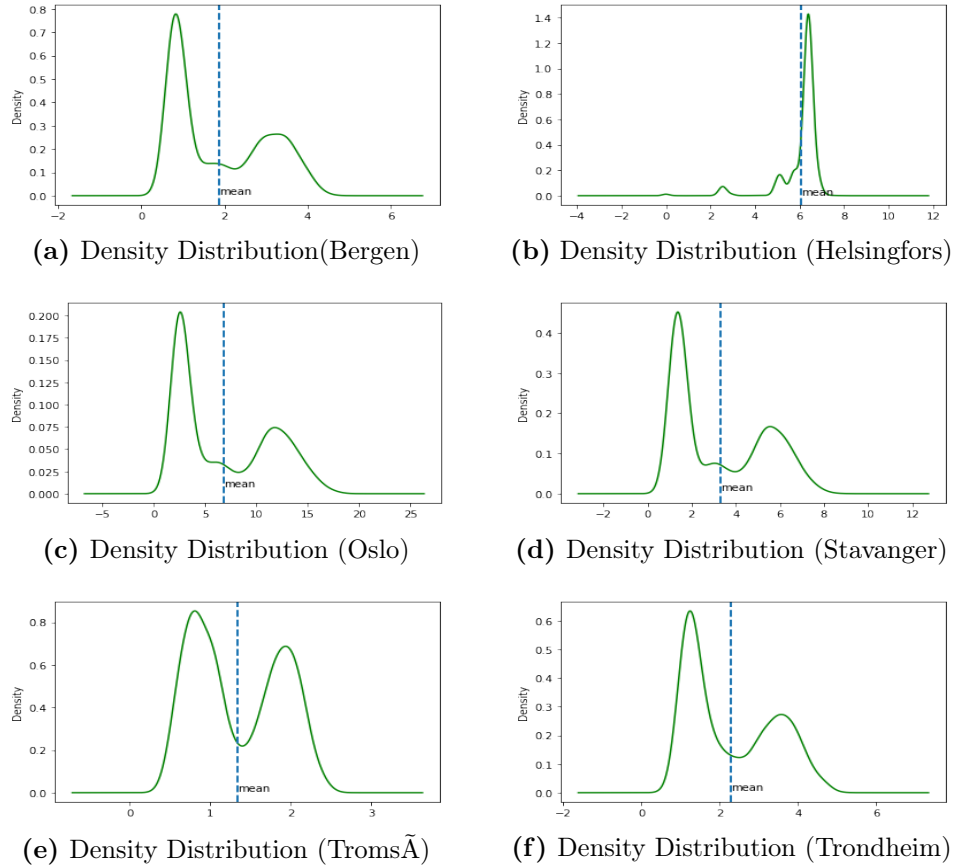 0.8
0.7
0.6
0.5
0.4
0.3
0.2
0.1
0.0
Density
mean
−2 0 2 4 6
(a) Density Distribution(Bergen)
1.4
1.2
1.0
0.8
0.6
0.4
0.2
0.0
Density
mean
−4 −2 0 2 4 6 8 10 12
(b) Density Distribution (Helsingfors)
0.200
0.175
0.150
0.125
0.100
0.075
0.050
0.025
0.000
Density
mean
−5 0 5 10 15 20 25
(c) Density Distribution (Oslo)
0.4
0.3
0.2
0.1
0.0
Density
mean
−2 0 2 4 6 8 10 12
(d) Density Distribution (Stavanger)
0.8
0.6
0.4
0.2
0.0
Density
mean
0 1 2 3
(e) Density Distribution (TromsÃ)
0.6
0.5
0.4
0.3
0.2
0.1
0.0
Density
mean
−2 0 2 4 6
(f) Density Distribution (Trondheim)